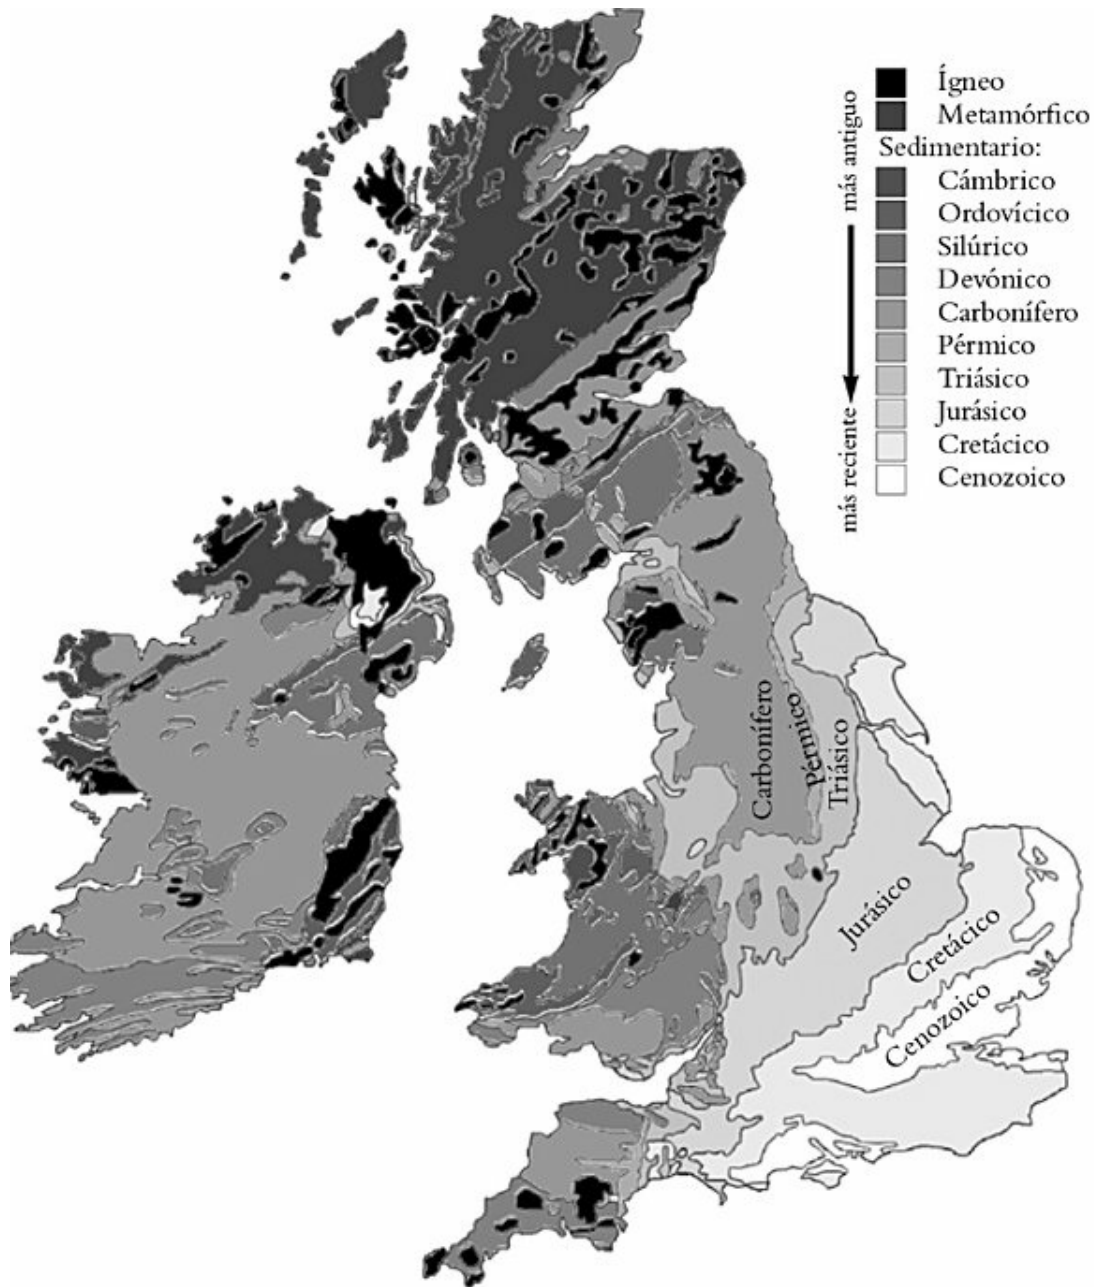 Ígneo
Metamórfico
Sedimentario:
Cámbrico
Ordovícico
Silúrico
Devónico
Carbonífero
Pérmico
Triásico
Jurásico
Cretácico
Cenozoico
más antiguo
más reciente
Carbonífero
Pérmico
Triásico
Jurásico
Cretácico
Cenozoico